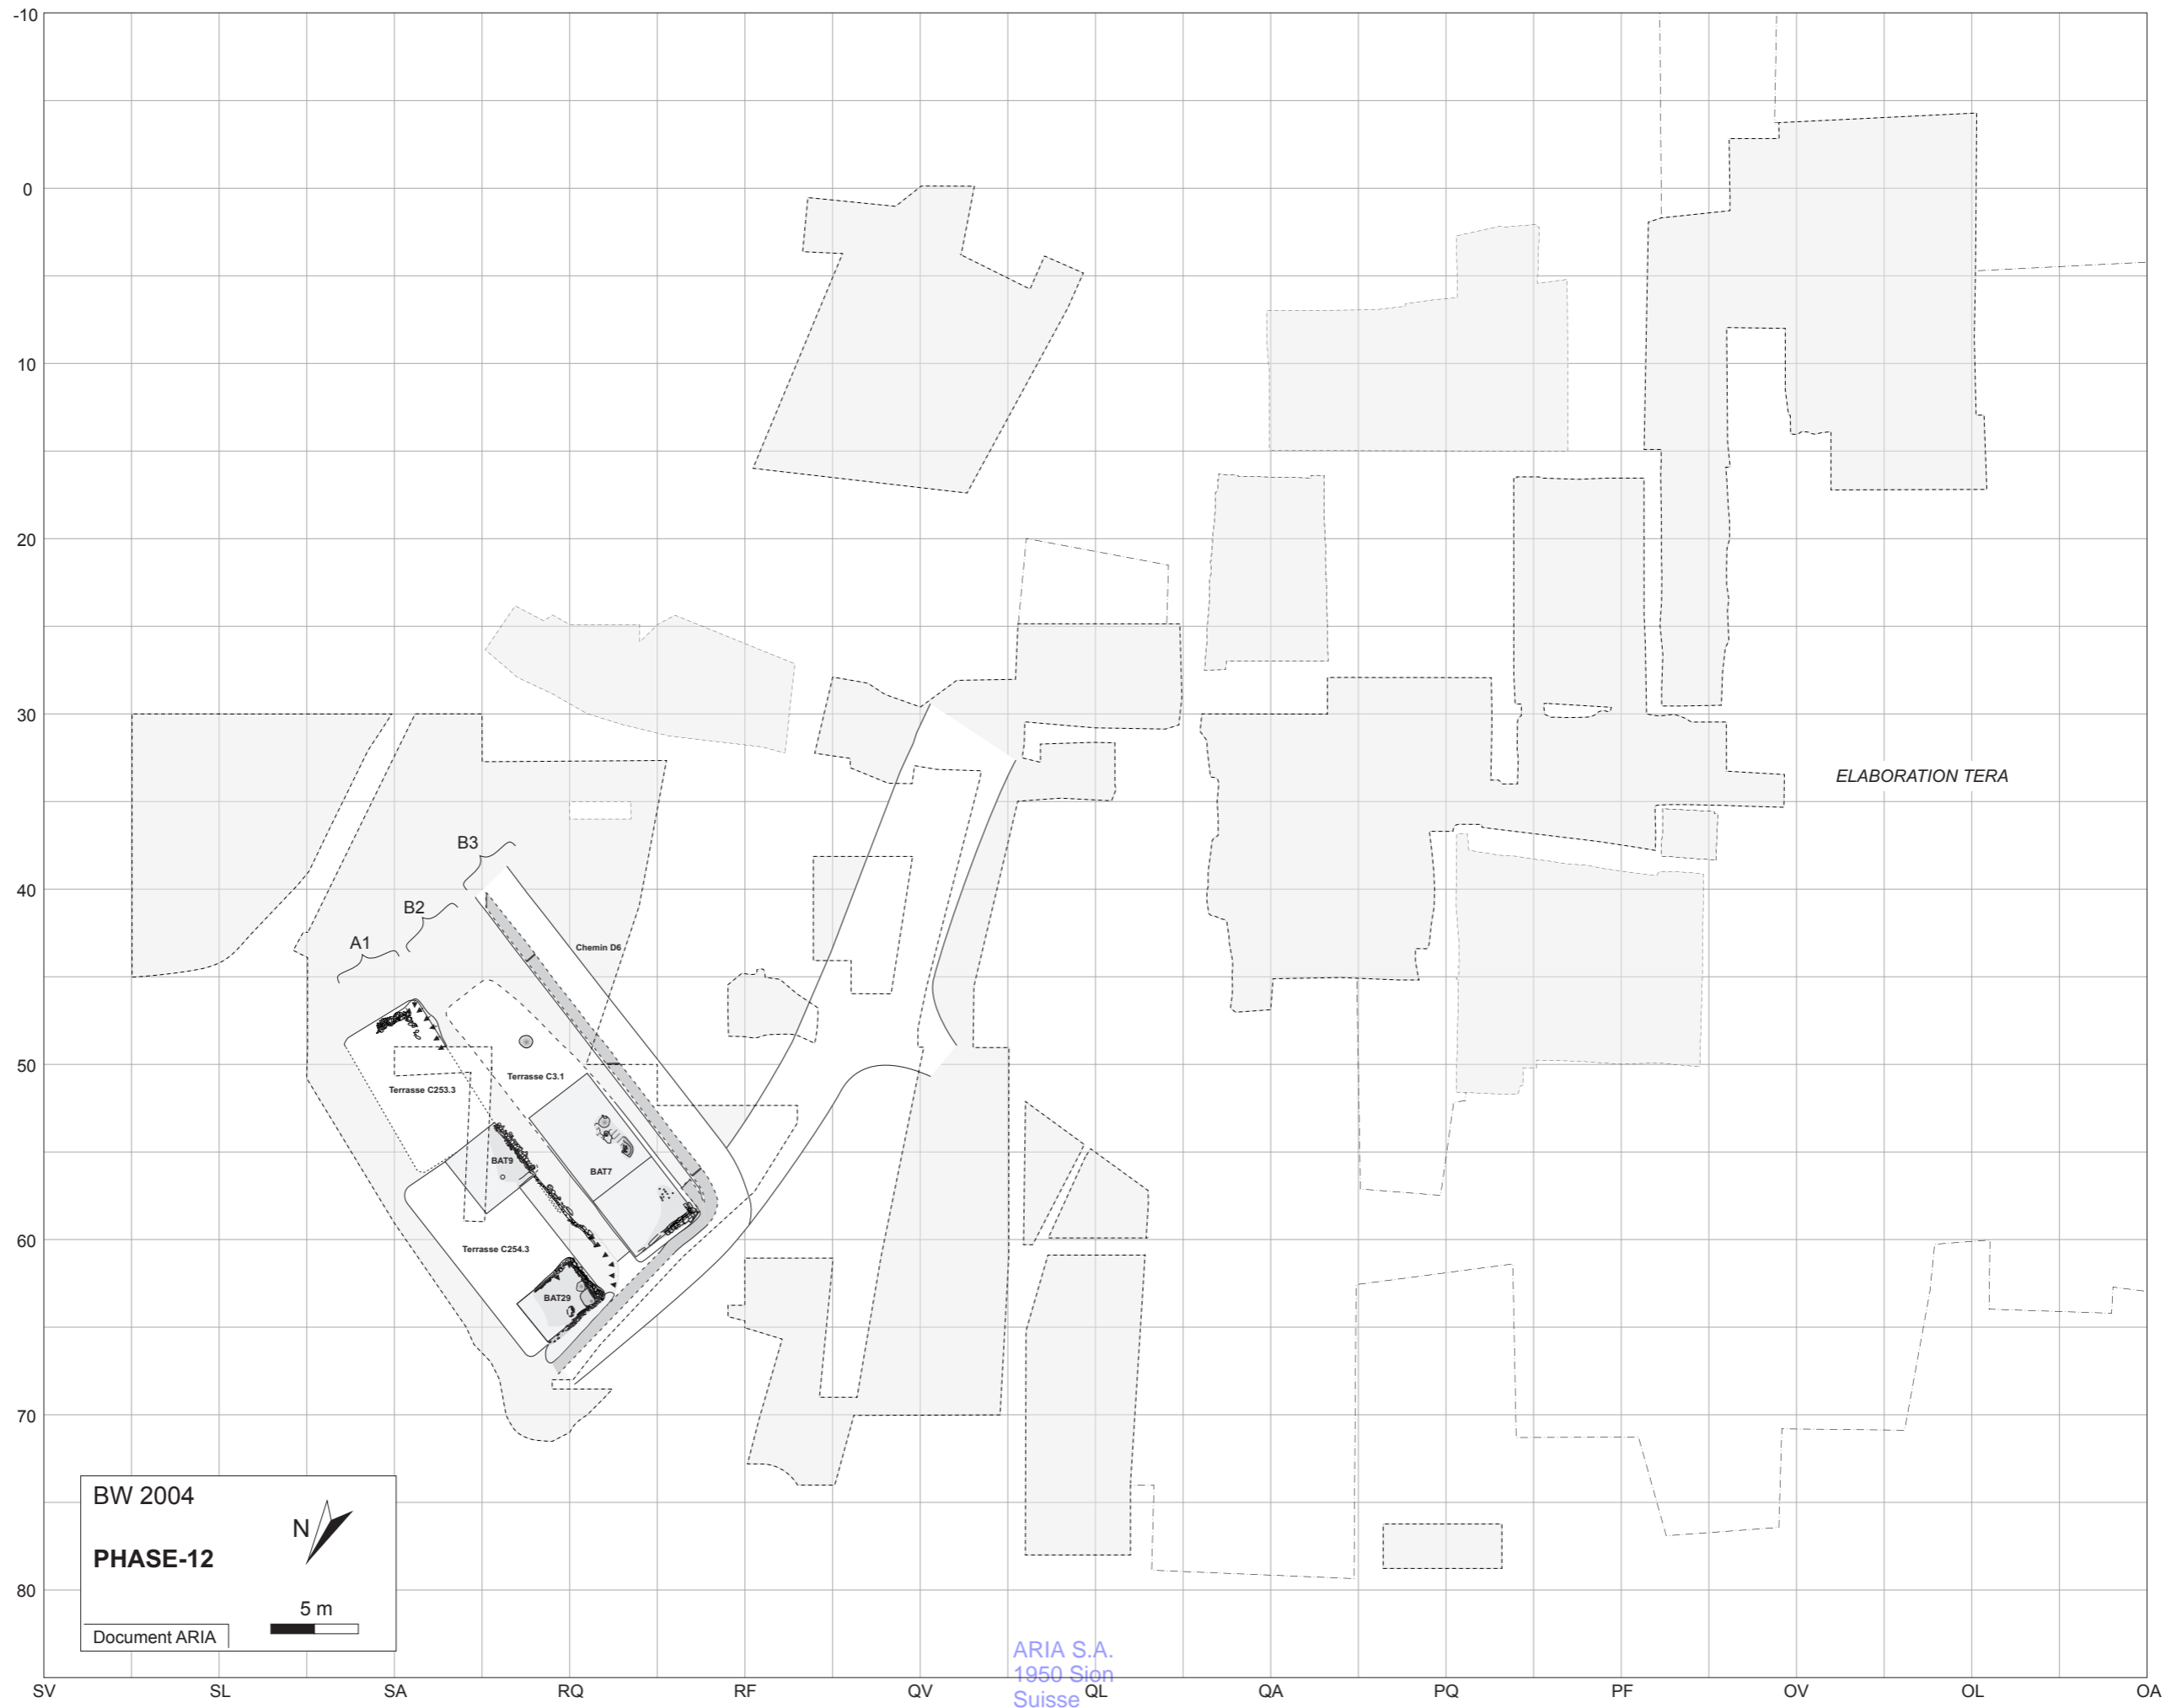 -10
0
10
20
30
ELABORATION TERA
B3
40
B2
A1
Chemin D6
50
Terrasse C3.1
Terrasse C253.3
BAT9
BAT7
60
Terrasse C254.3
BAT29
70
BW 2004
N
PHASE-12
80
5 m
Document ARIA
ARIA S.A.
1950 Sion
Suisse
SV SL SA RQ RF QV QL QA PQ PF OV OL OA